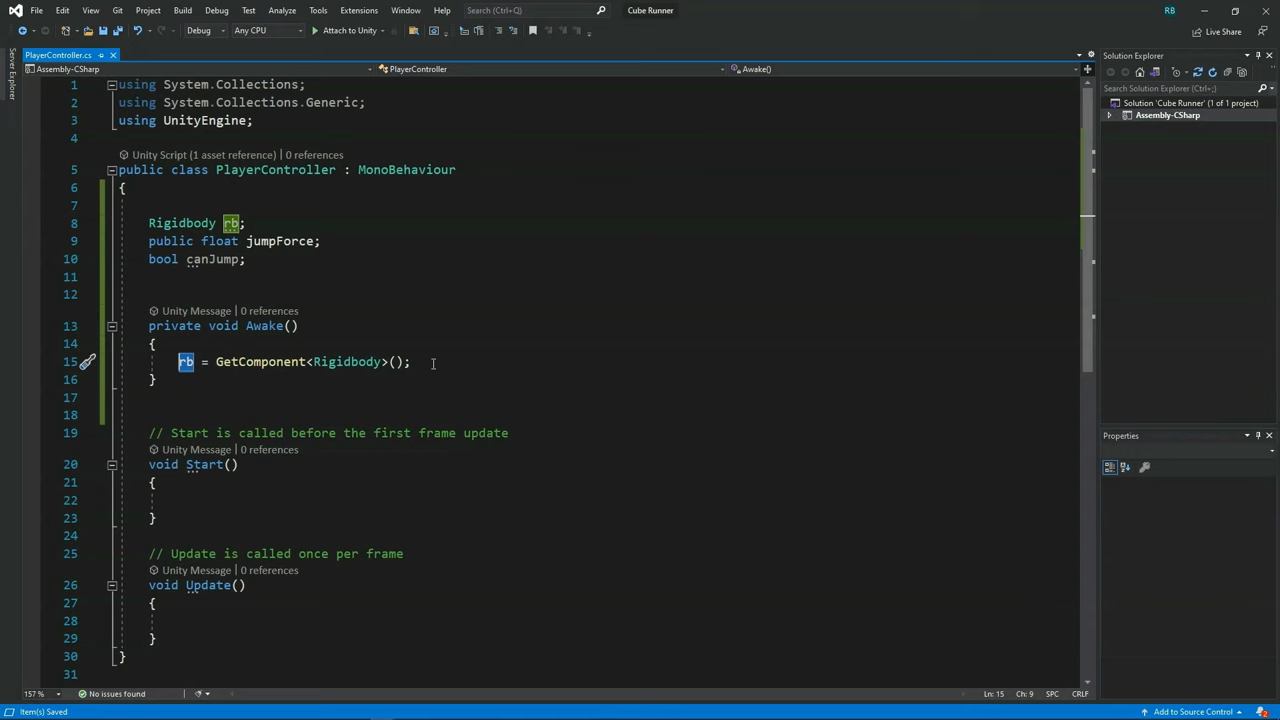 File Edit View Git Project Build Debug Test Analyze Tools Extensions Window Help Search (Ctrl+Q) Cube Runner RB
Debug Any CPU Attach to Unity Live Share
Server Explorer
PlayerController.cs
Assembly-CSharp PlayerController Awake()
1 using System.Collections;
2 using System.Collections.Generic;
3 using UnityEngine;
4
Unity Script (1 asset reference) | 0 references
5 public class PlayerController : MonoBehaviour
6 {
7
8 Rigidbody rb;
9 public float jumpForce;
10 bool canJump;
11
12
Unity Message | 0 references
13 private void Awake()
14 {
15 rb = GetComponent<Rigidbody>();
16 }
17
18
19 // Start is called before the first frame update
Unity Message | 0 references
20 void Start()
21 {
22
23 }
24
25 // Update is called once per frame
Unity Message | 0 references
26 void Update()
27 {
28
29 }
30 }
31
Solution Explorer
Search Solution Explorer (Ctrl+;)
Solution 'Cube Runner' (1 of 1 project)
Assembly-CSharp
Properties
157 % No issues found Ln: 15 Ch: 9 SPC CRLF
Item(s) Saved Add to Source Control 2